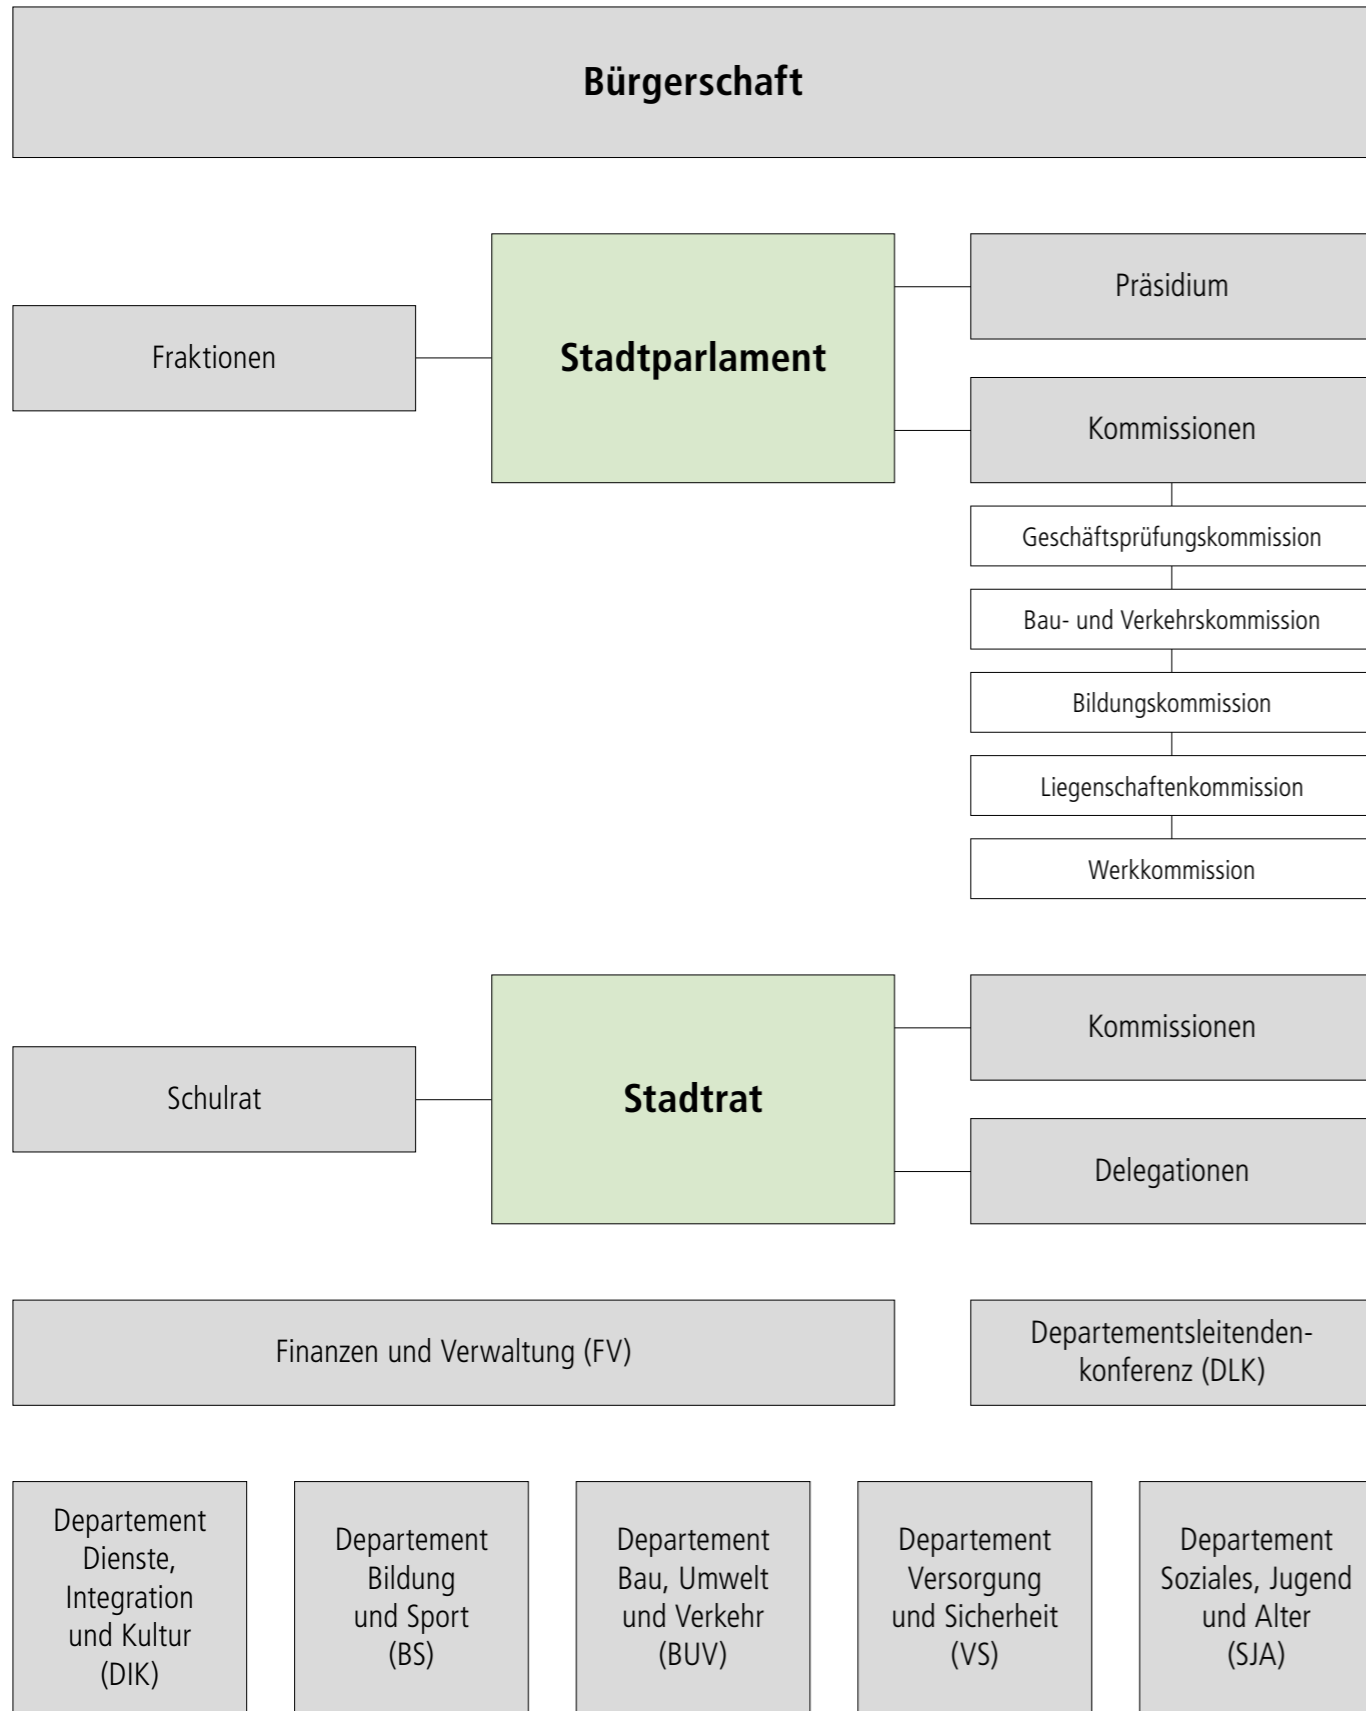 Bürgerschaft
Fraktionen
Stadtparlament
Präsidium
Kommissionen
Geschäftsprüfungskommission
Bau- und Verkehrskommission
Bildungskommission
Liegenschaftenkommission
Werkkommission
Schulrat
Stadtrat
Kommissionen
Delegationen
Finanzen und Verwaltung (FV)
Departementsleitenden-
konferenz (DLK)
Departement
Dienste,
Integration
und Kultur
(DIK)
Departement
Bildung
und Sport
(BS)
Departement
Bau, Umwelt
und Verkehr
(BUV)
Departement
Versorgung
und Sicherheit
(VS)
Departement
Soziales, Jugend
und Alter
(SJA)